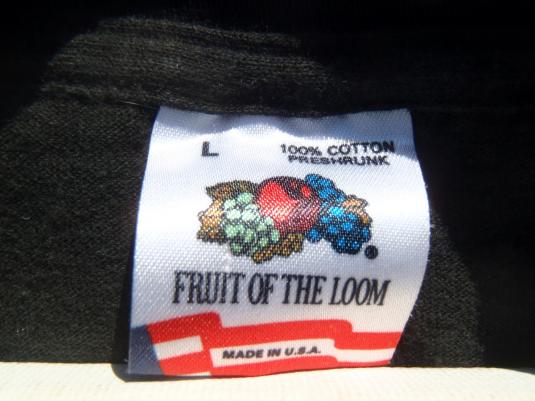 L
100% COTTON
PRESHRUNK
®
FRUIT OF THE LOOM
MADE IN U.S.A.